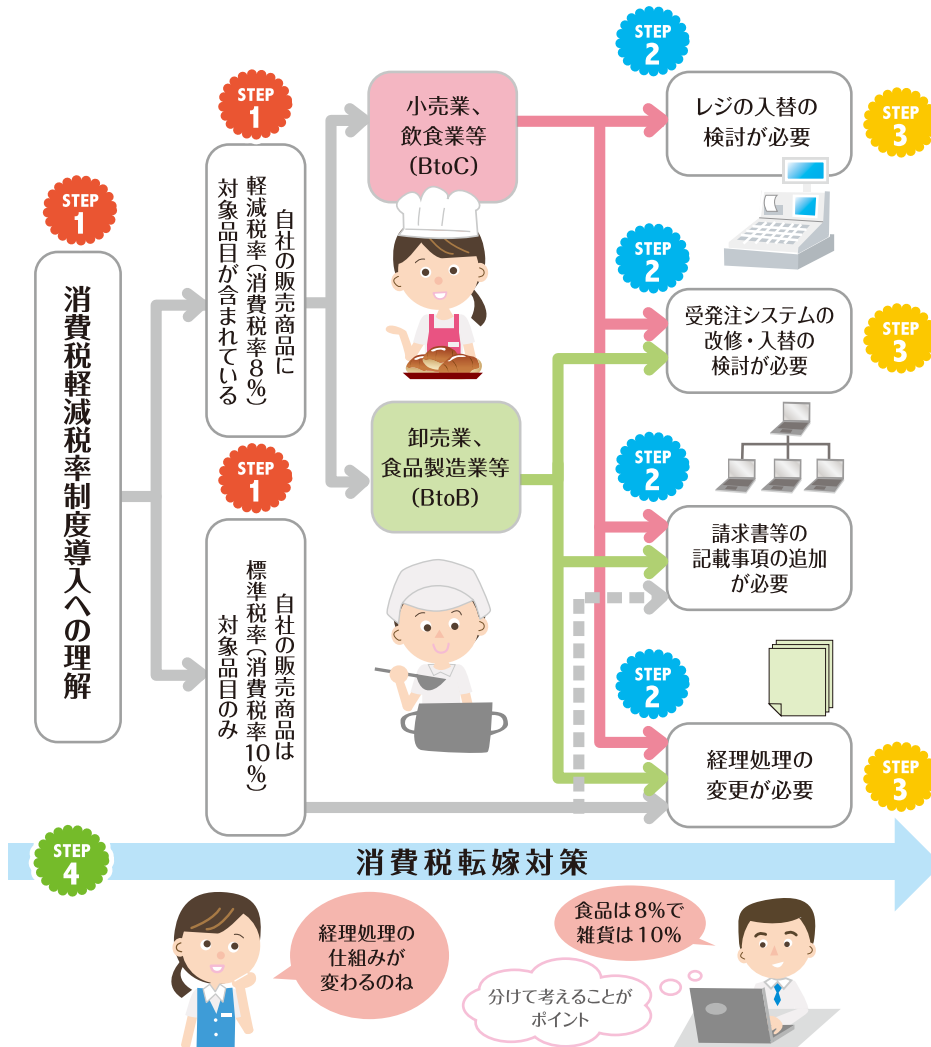 STEP
1
消費税軽減税率制度導入への理解
STEP
1
自社の販売商品に
軽減税率（消費税率8%）
対象品目が含まれている
STEP
1
自社の販売商品は
標準税率（消費税率10%）
対象品目のみ
小売業、
飲食業等
（BtoC）
卸売業、
食品製造業等
（BtoB）
STEP
2
レジの入替の
検討が必要
STEP
3
STEP
2
受発注システムの
改修・入替の
検討が必要
STEP
3
STEP
2
請求書等の
記載事項の追加
が必要
STEP
2
経理処理の
変更が必要
STEP
3
STEP
4
消費税転嫁対策
経理処理の
仕組みが
変わるのね
食品は8%で
雑貨は10%
分けて考えることが
ポイント